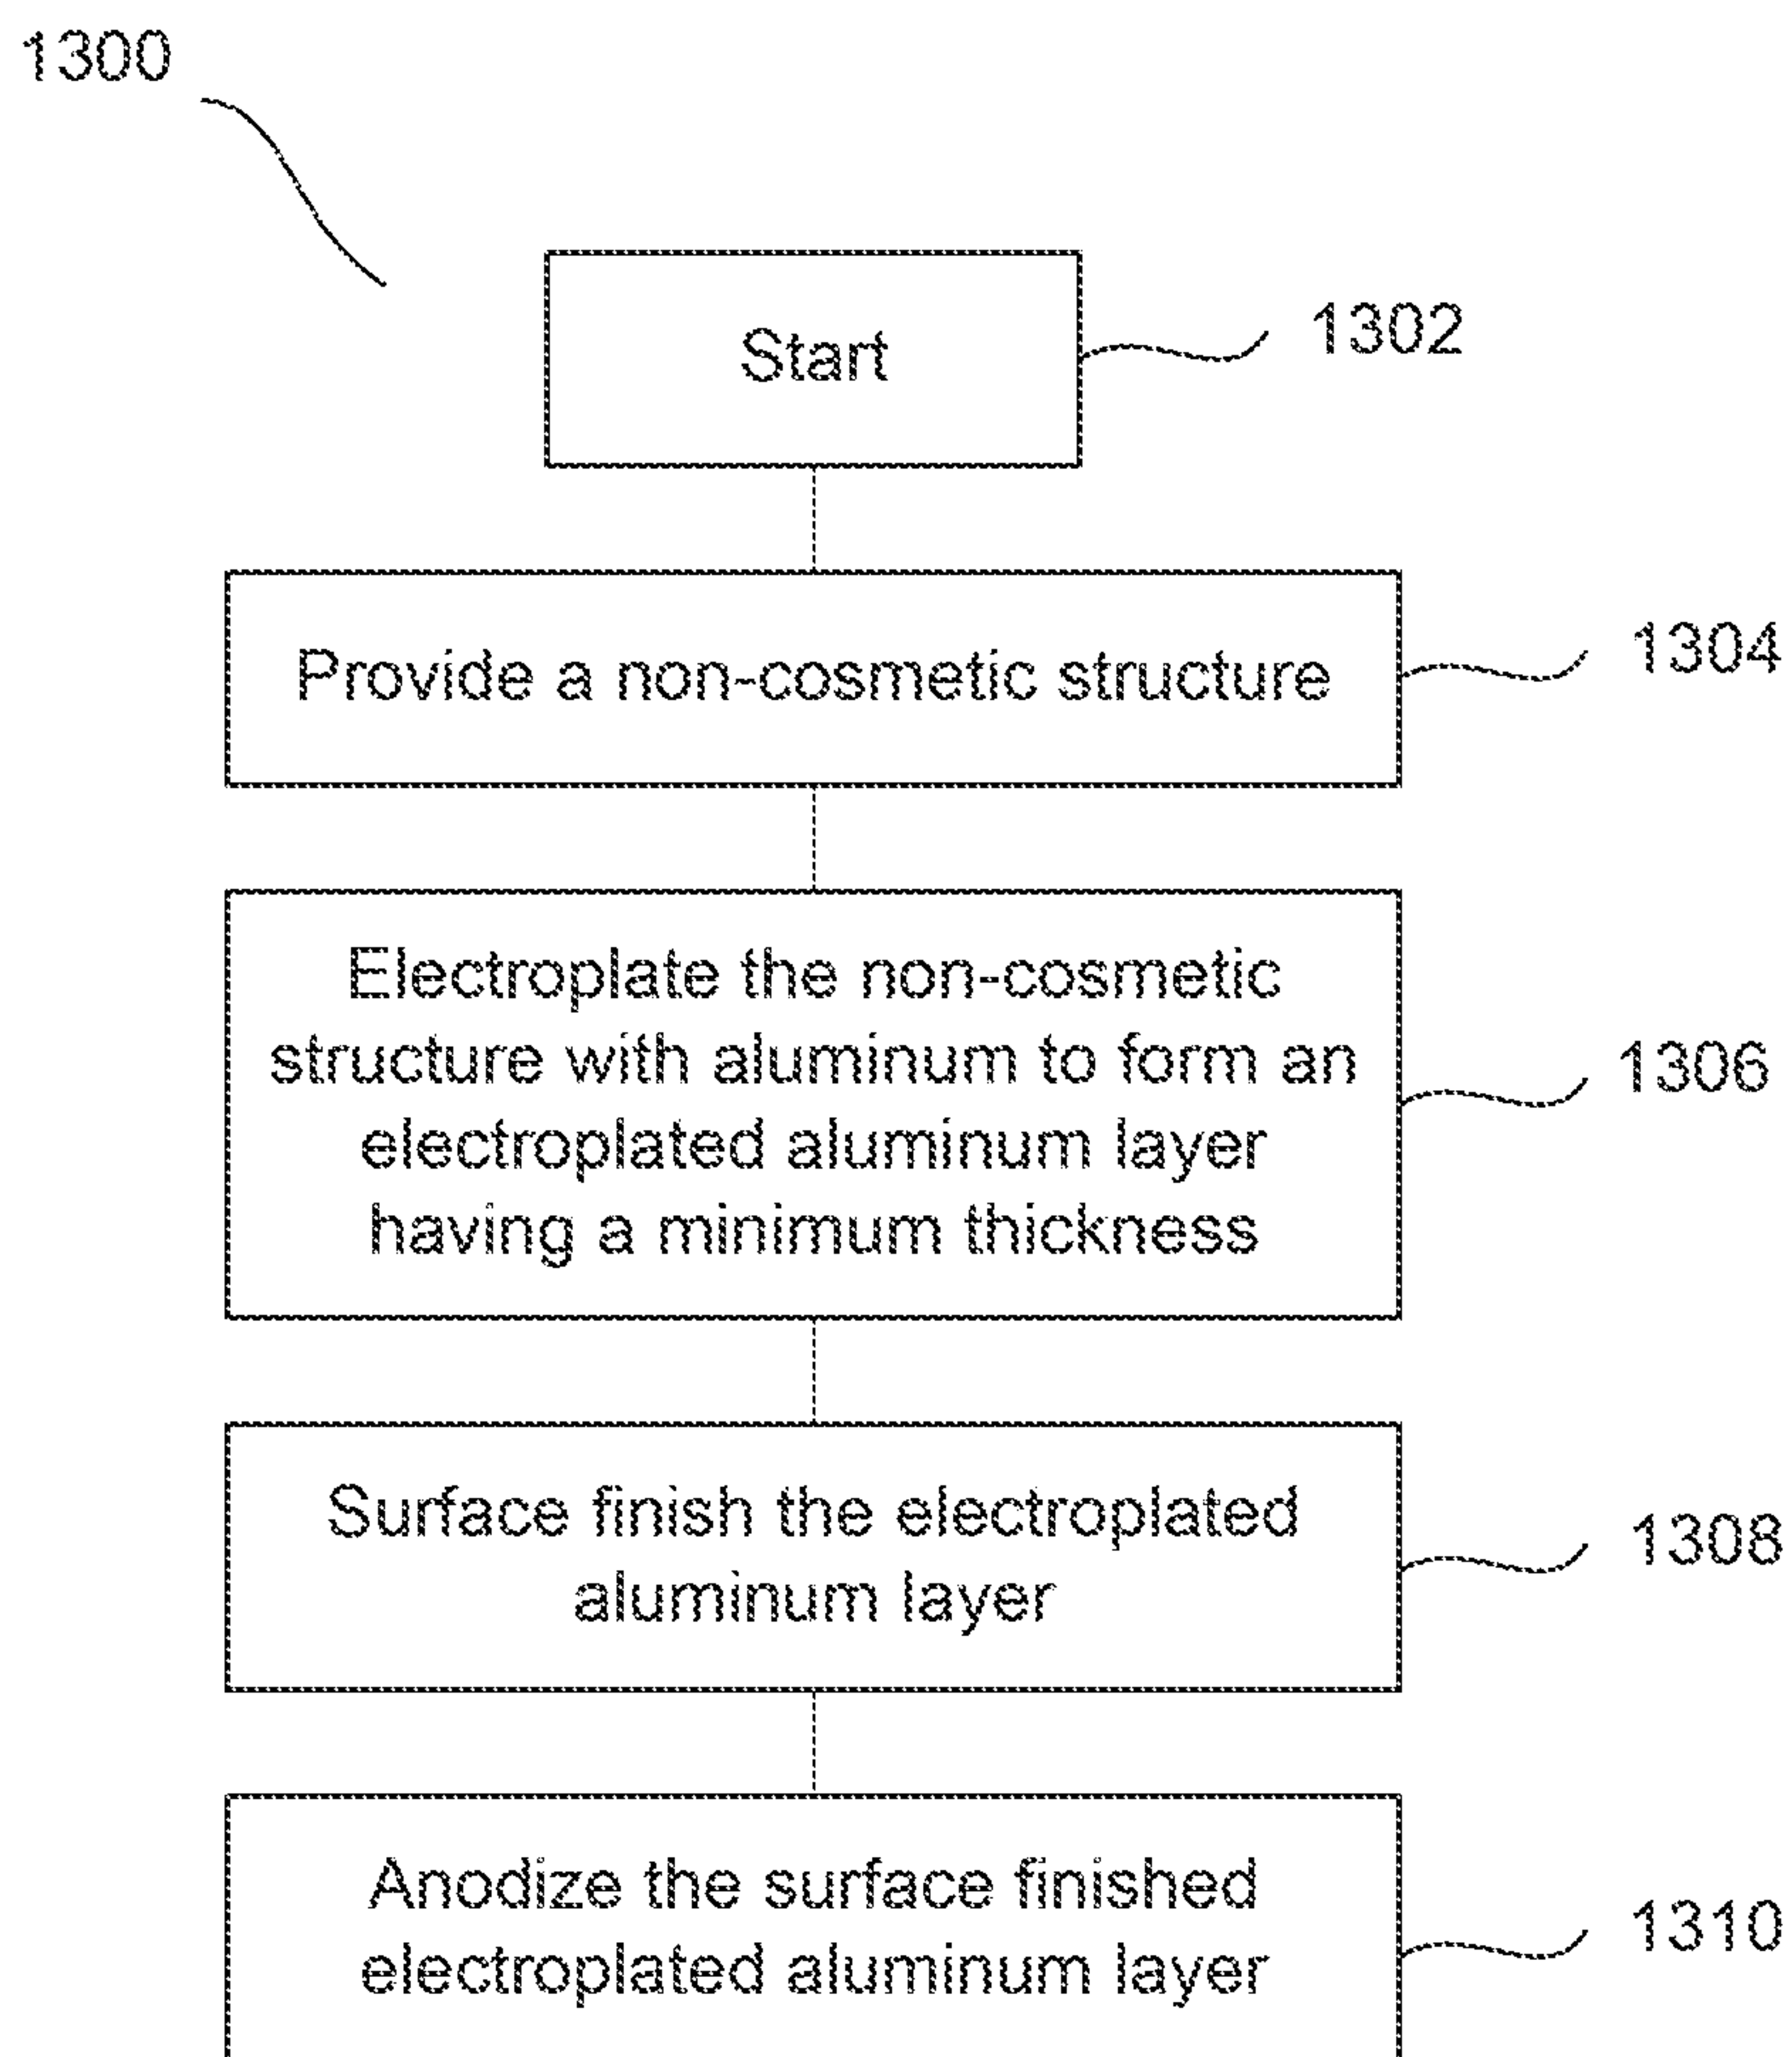 1300
Start
1302
Provide a non-cosmetic structure
1304
Electroplate the non-cosmetic
structure with aluminum to form an
electroplated aluminum layer
having a minimum thickness
1306
Surface finish the electroplated
aluminum layer
1308
Anodize the surface finished
electroplated aluminum layer
1310